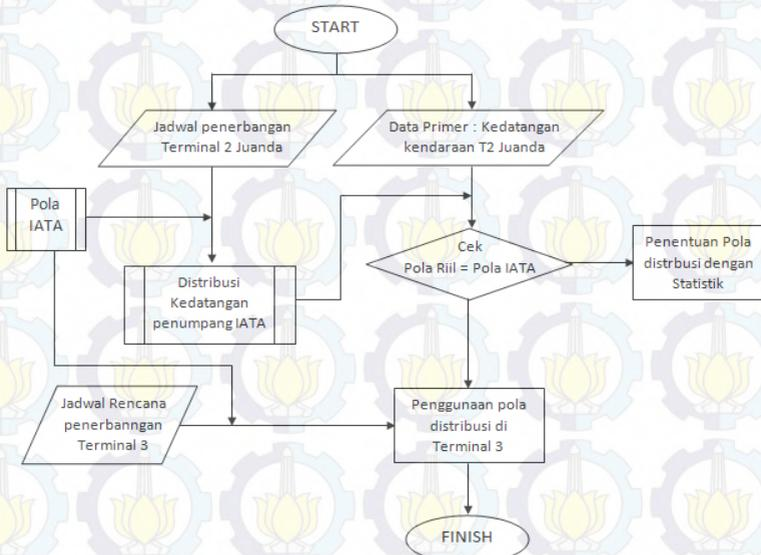 START
Jadwal penerbangan
Terminal 2 Juanda
Data Primer : Kedatangan
kendaraan T2 Juanda
Pola
IATA
Cek
Pola Riil = Pola IATA
Penentuan Pola
distrbusi dengan
Statistik
Distribusi
Kedatangan
penumpang IATA
Jadwal Rencana
penerbanngan
Terminal 3
Penggunaan pola
distribusi di
Terminal 3
FINISH